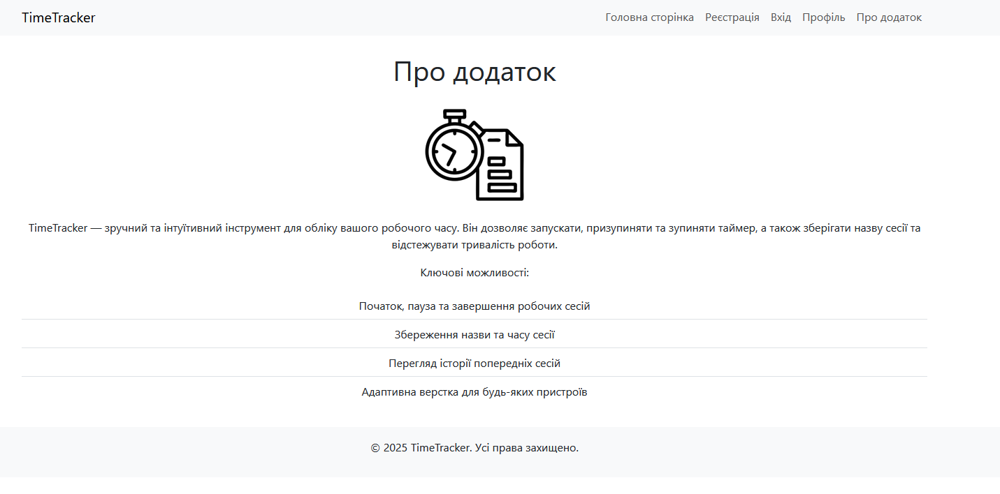 TimeTracker
Головна сторінка Реєстрація Вхід Профіль Про додаток
Про додаток
TimeTracker — зручний та інтуїтивний інструмент для обліку вашого робочого часу. Він дозволяє запускати, призупиняти та зупиняти таймер, а також зберігати назву сесії та
відстежувати тривалість роботи.
Ключові можливості:
Початок, пауза та завершення робочих сесій
Збереження назви та часу сесії
Перегляд історії попередніх сесій
Адаптивна верстка для будь-яких пристроїв
© 2025 TimeTracker. Усі права захищено.